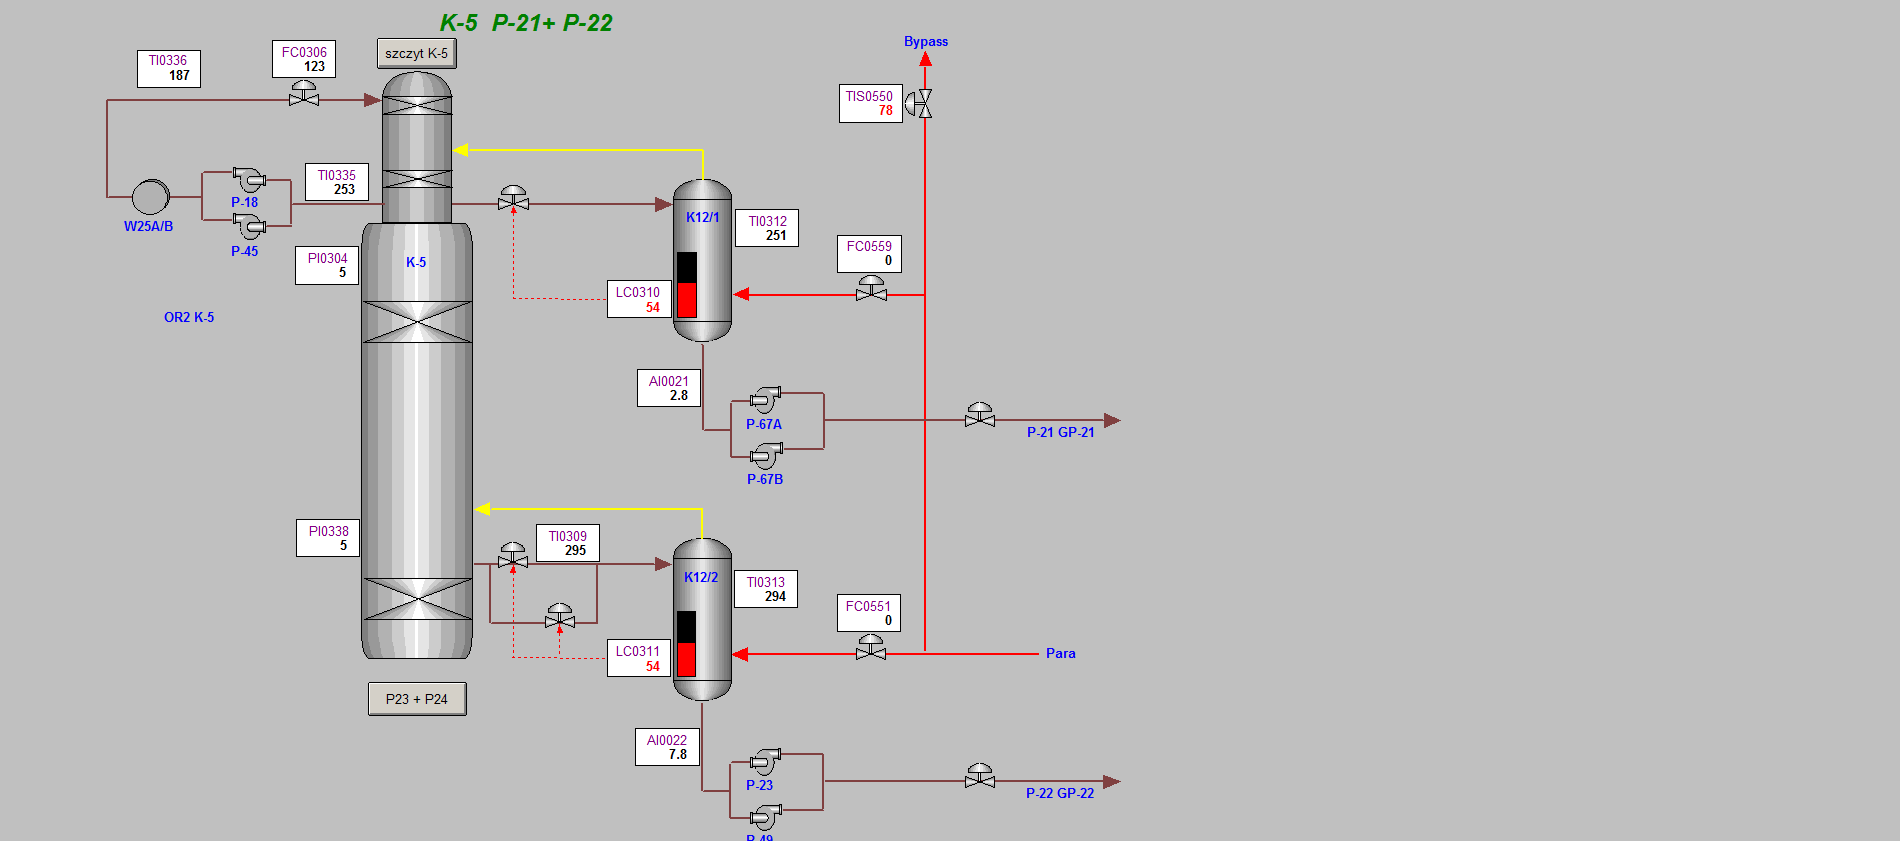 K-5 P-21+ P-22
szczyt K-5
Bypass
TI0336
187
FC0306
123
TIS0550
78
TI0335
253
P-18
W25A/B
P-45
K12/1
TI0312
251
PI0304
5
K-5
FC0559
0
LC0310
54
OR2 K-5
AI0021
2.8
P-67A
P-21 GP-21
P-67B
PI0338
5
TI0309
295
K12/2
TI0313
294
FC0551
0
LC0311
54
Para
P23 + P24
AI0022
7.8
P-23
P-22 GP-22
P-49